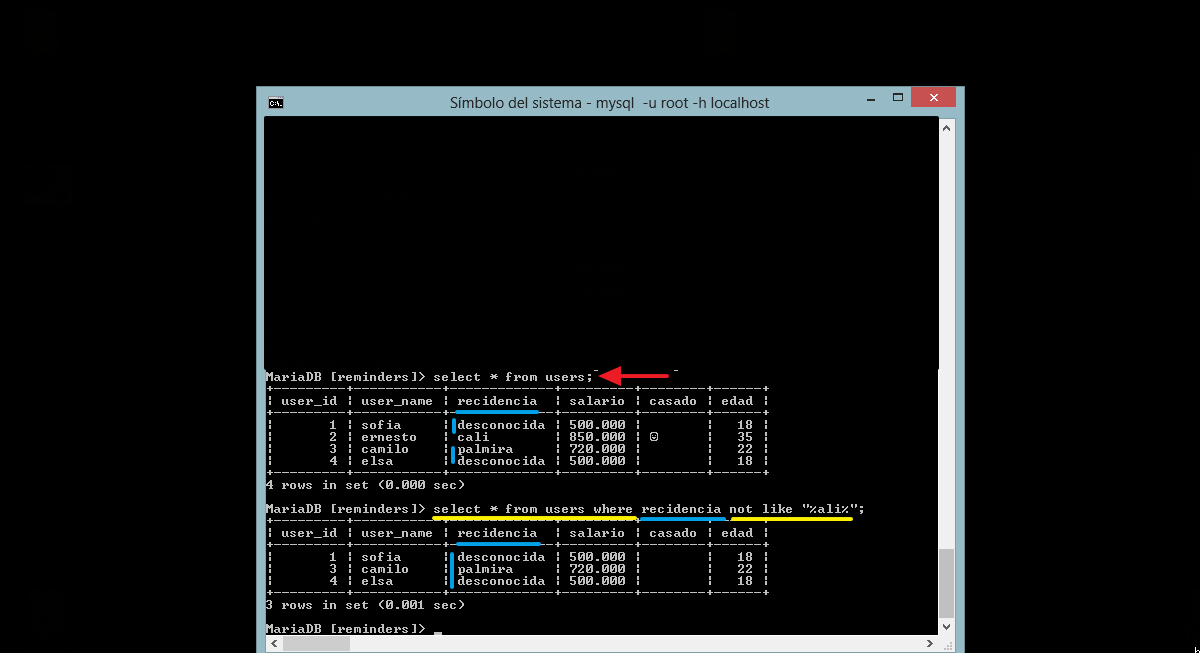 Símbolo del sistema - mysql  -u root -h localhost
MariaDB [reminders]> select * from users;
+---------+-----------+-------------+---------+--------+------+
| user_id | user_name | recidencia  | salario | casado | edad |
+---------+-----------+-------------+---------+--------+------+
|       1 | sofia     | desconocida | 500.000 |        |   18 |
|       2 | ernesto   | cali        | 850.000 | ☺      |   35 |
|       3 | camilo    | palmira     | 720.000 |        |   22 |
|       4 | elsa      | desconocida | 500.000 |        |   18 |
+---------+-----------+-------------+---------+--------+------+
4 rows in set (0.000 sec)
MariaDB [reminders]> select * from users where recidencia not like "%ali%";
+---------+-----------+-------------+---------+--------+------+
| user_id | user_name | recidencia  | salario | casado | edad |
+---------+-----------+-------------+---------+--------+------+
|       1 | sofia     | desconocida | 500.000 |        |   18 |
|       3 | camilo    | palmira     | 720.000 |        |   22 |
|       4 | elsa      | desconocida | 500.000 |        |   18 |
+---------+-----------+-------------+---------+--------+------+
3 rows in set (0.001 sec)
MariaDB [reminders]> _